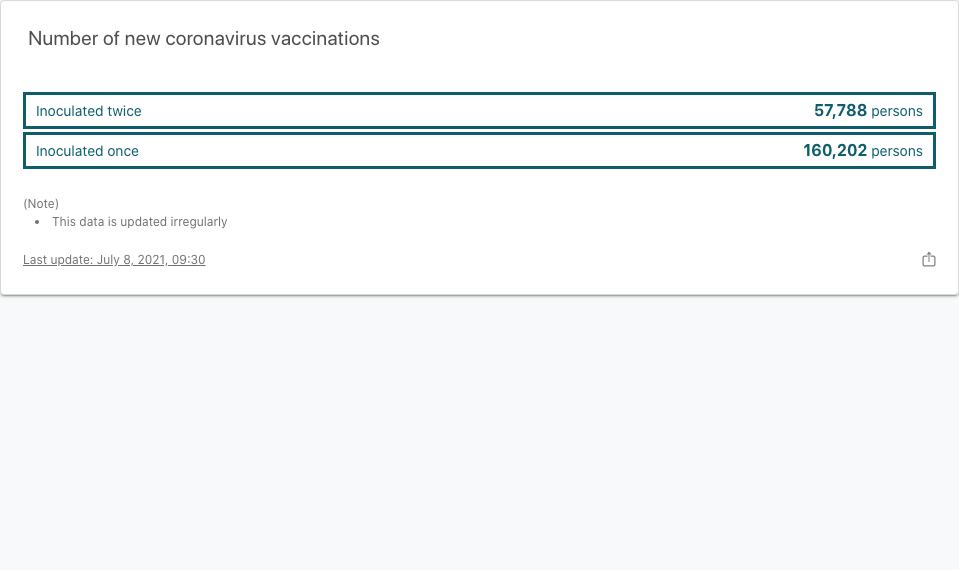 Number of new coronavirus vaccinations
Inoculated twice 57,788 persons
Inoculated once 160,202 persons
(Note)
• This data is updated irregularly
Last update: July 8, 2021, 09:30